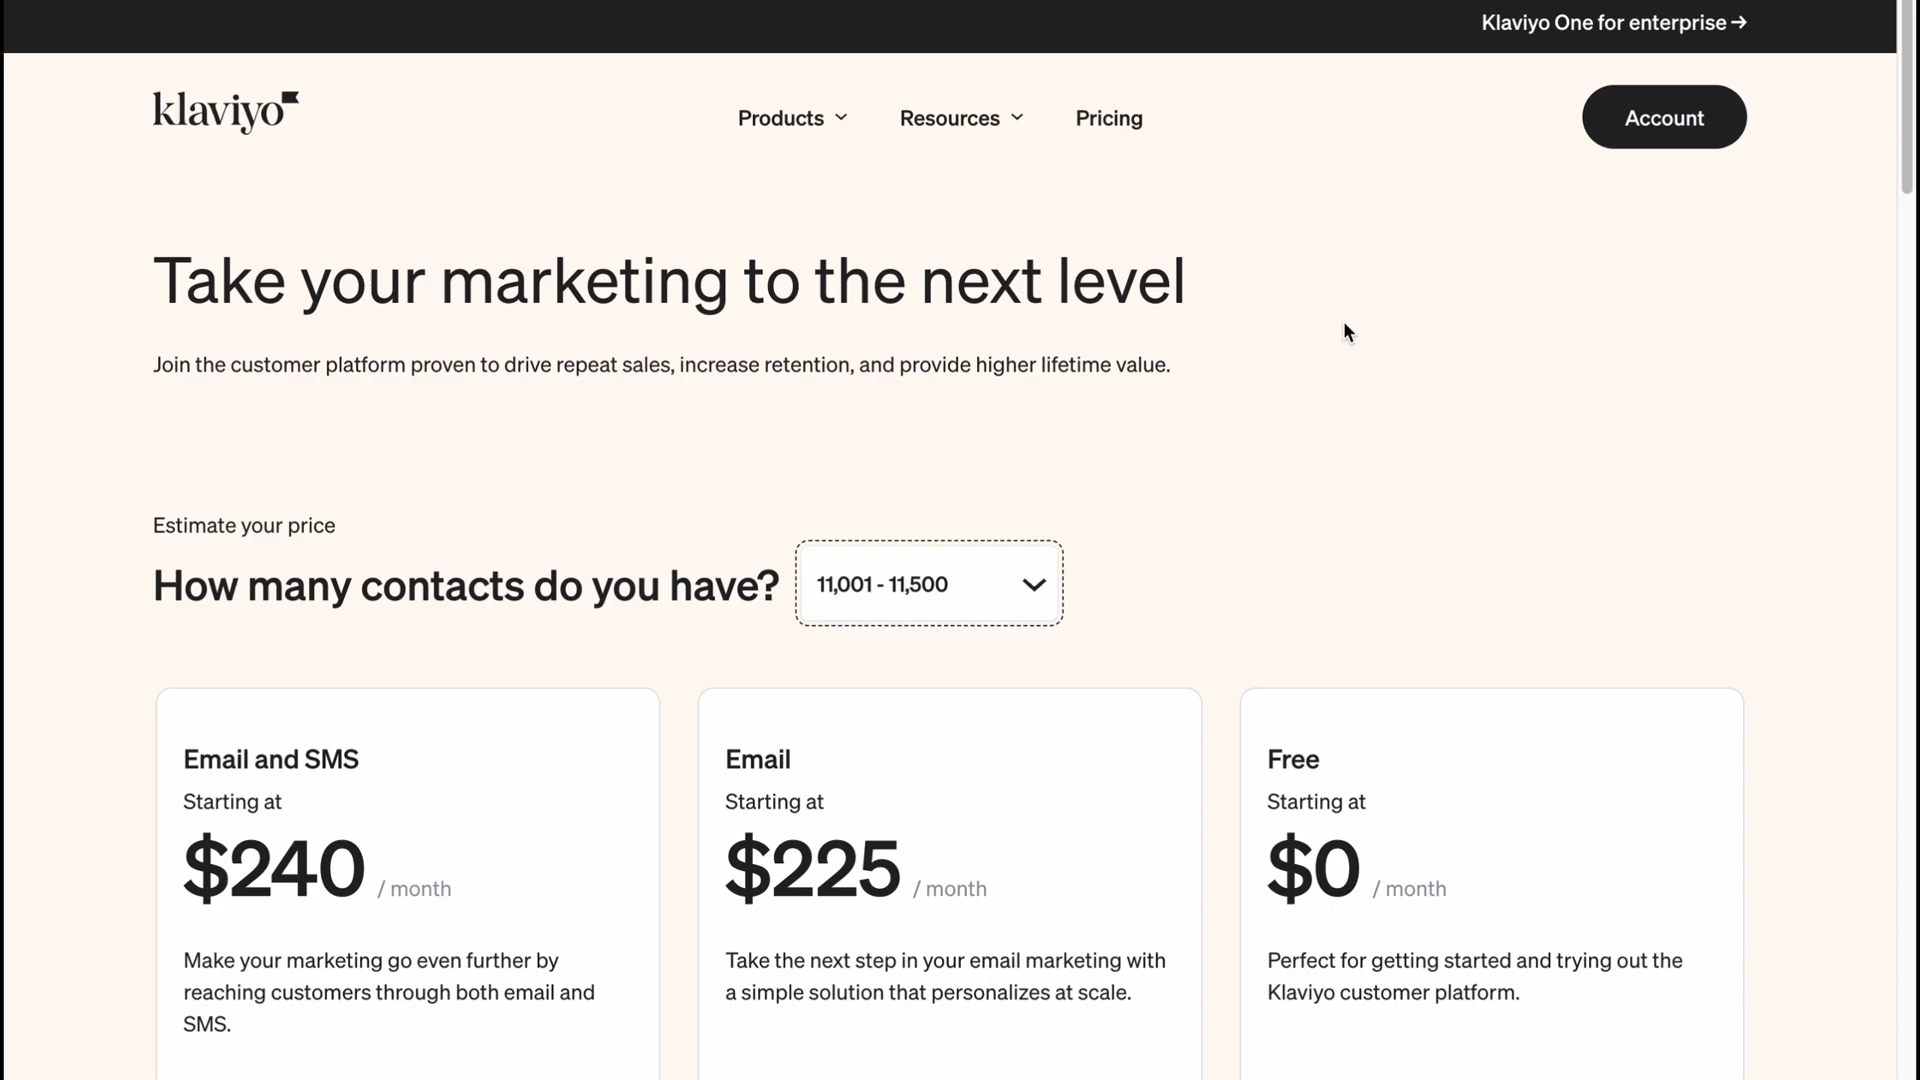 Klaviyo One for enterprise →
klaviyo
Products
Resources
Pricing
Account
Take your marketing to the next level
Join the customer platform proven to drive repeat sales, increase retention, and provide higher lifetime value.
Estimate your price
How many contacts do you have?
11,001 - 11,500
Email and SMS
Starting at
$240 / month
Make your marketing go even further by
reaching customers through both email and
SMS.
Email
Starting at
$225 / month
Take the next step in your email marketing with
a simple solution that personalizes at scale.
Free
Starting at
$0 / month
Perfect for getting started and trying out the
Klaviyo customer platform.